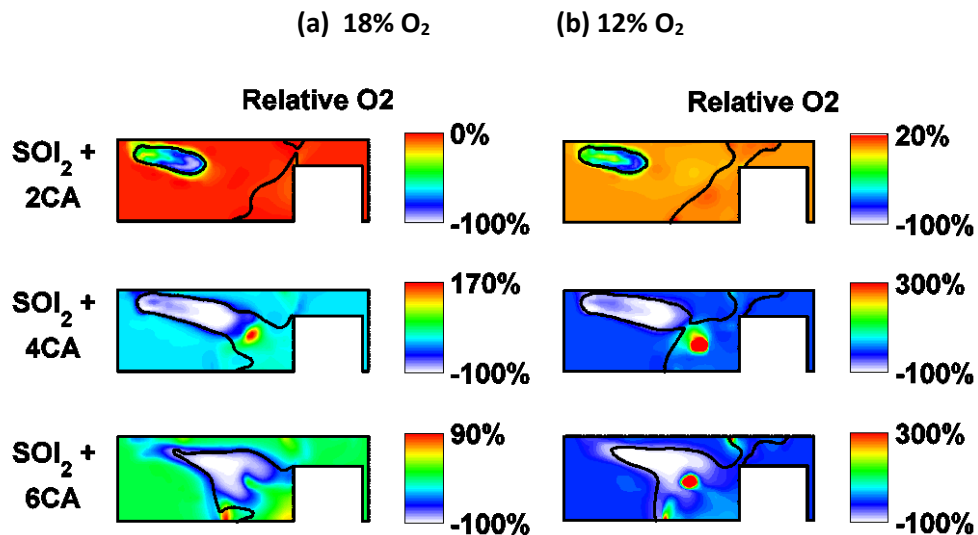 (a) 18% O₂ (b) 12% O₂
Relative O2 Relative O2
SOI₂ +
2CA
0%
-100%
20%
-100%
SOI₂ +
4CA
170%
-100%
300%
-100%
SOI₂ +
6CA
90%
-100%
300%
-100%